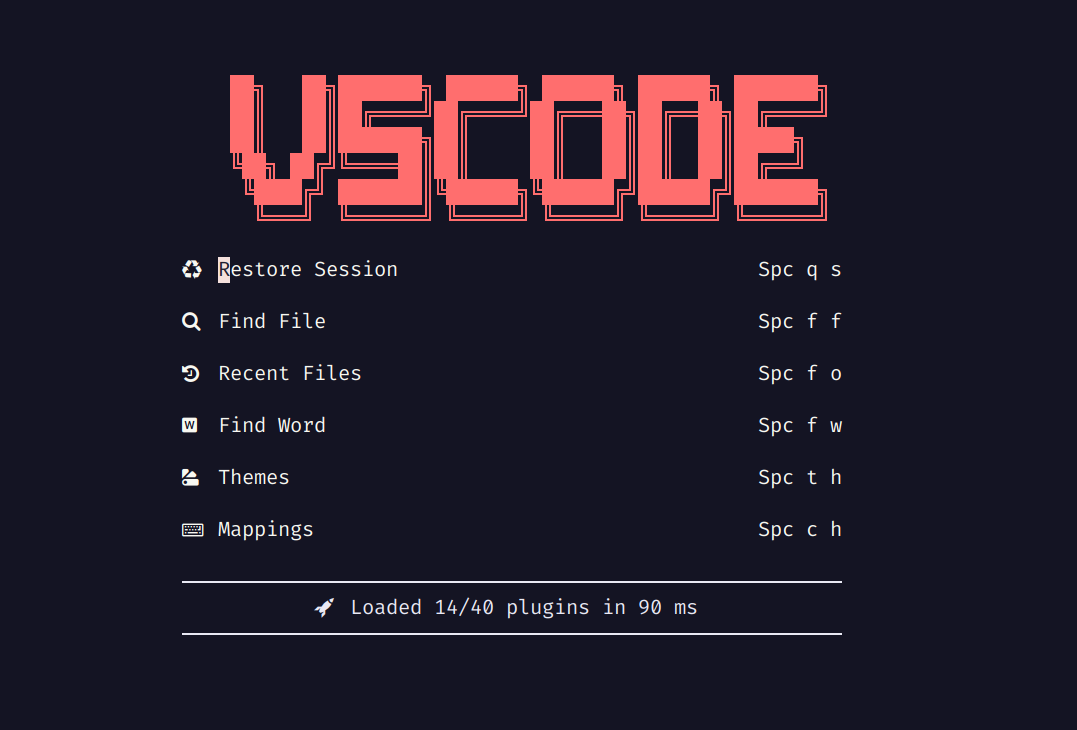 VSCODE
Restore Session Spc q s
Find File Spc f f
Recent Files Spc f o
W Find Word Spc f w
Themes Spc t h
Mappings Spc c h
Loaded 14/40 plugins in 90 ms